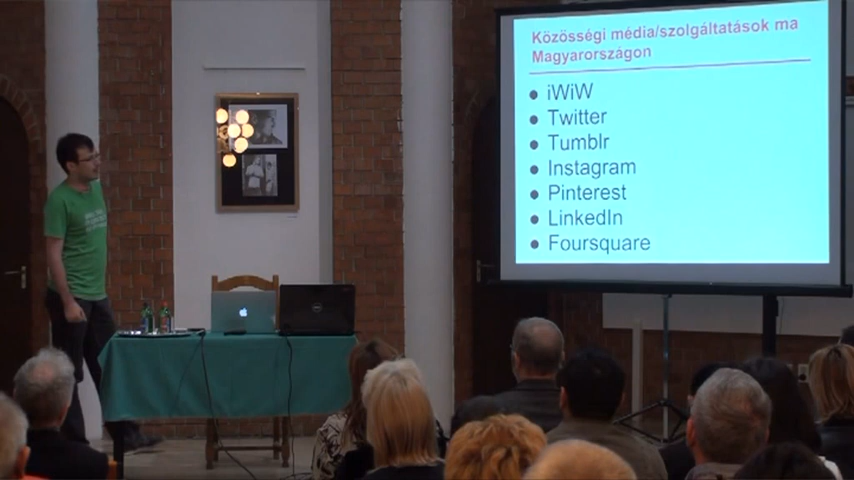 Közösségi média/szolgáltatások ma
Magyarországon
● iWiW
● Twitter
● Tumblr
● Instagram
● Pinterest
● LinkedIn
● Foursquare